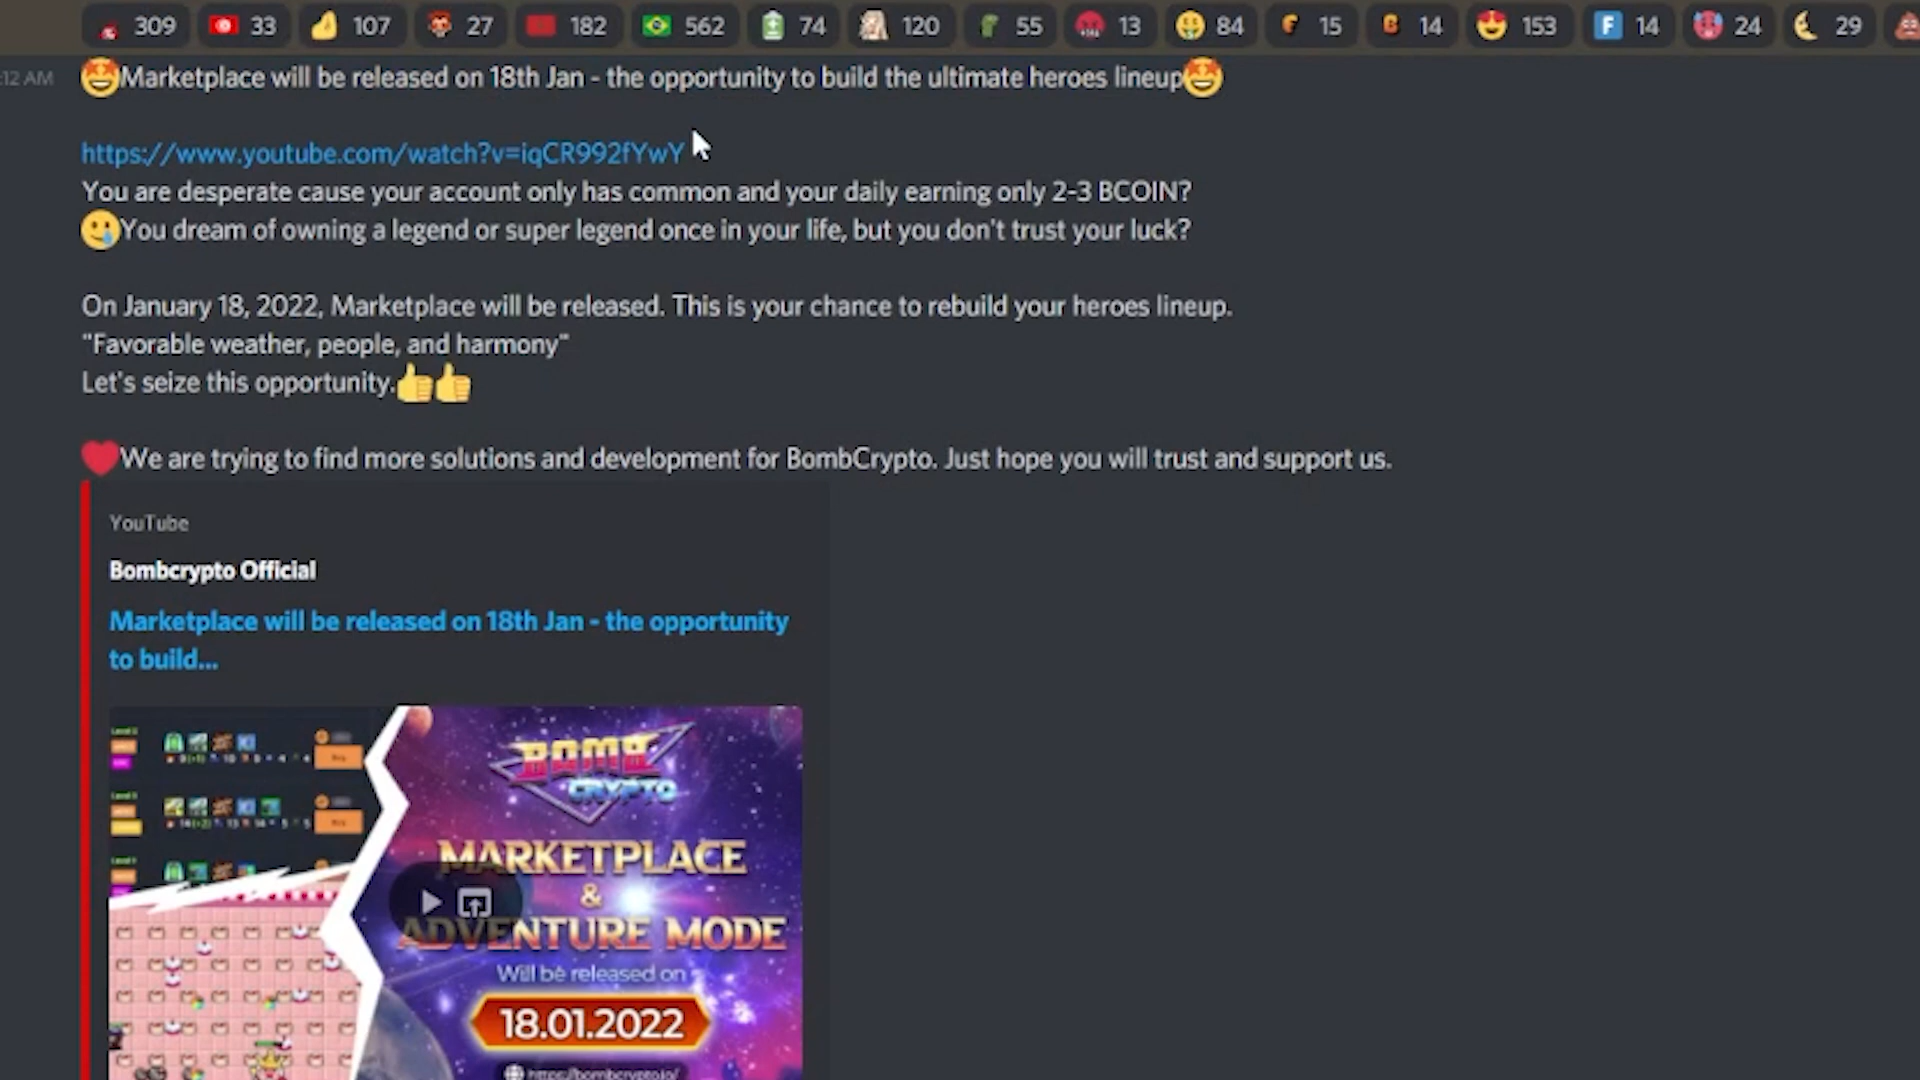 309 33 107 27 182 562 74 120 55 13 84 15 14 153 14 24 29
:12 AM
Marketplace will be released on 18th Jan - the opportunity to build the ultimate heroes lineup
https://www.youtube.com/watch?v=iqCR992fYwY
You are desperate cause your account only has common and your daily earning only 2-3 BCOIN?
You dream of owning a legend or super legend once in your life, but you don't trust your luck?
On January 18, 2022, Marketplace will be released. This is your chance to rebuild your heroes lineup.
"Favorable weather, people, and harmony"
Let's seize this opportunity.
We are trying to find more solutions and development for BombCrypto. Just hope you will trust and support us.
YouTube
Bombcrypto Official
Marketplace will be released on 18th Jan - the opportunity
to build...
BOMB
CRYPTO
MARKETPLACE
&
ADVENTURE MODE
Will be released on
18.01.2022
https://bombcrypto.io/